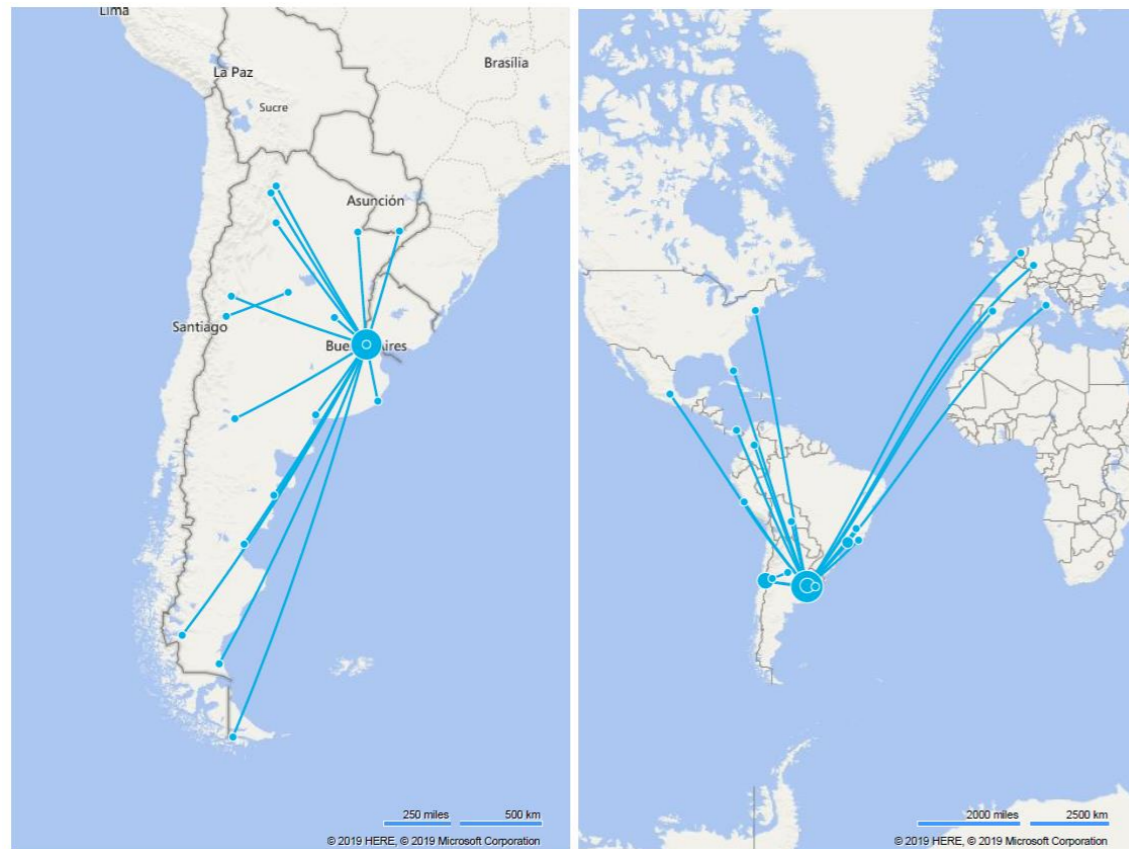 Lima
La Paz
Brasília
Sucre
Asunción
Santiago
Bue Aires
250 miles 500 km
© 2019 HERE, © 2019 Microsoft Corporation
2000 miles 2500 km
© 2019 HERE, © 2019 Microsoft Corporation